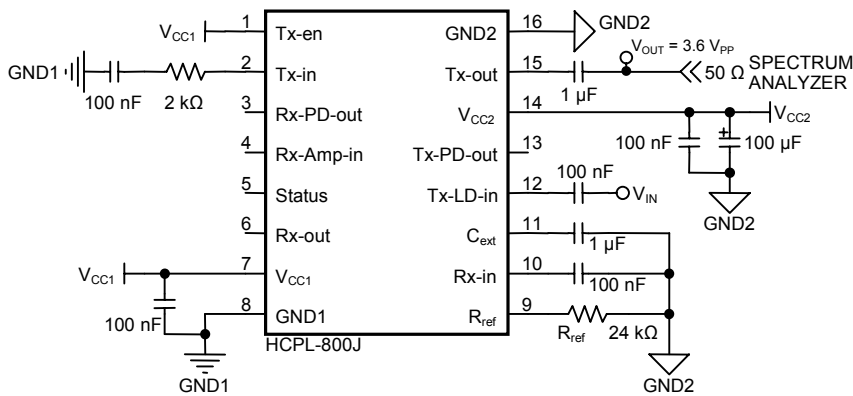 VCC1
1
Tx-en
GND2
16
GND2
GND1
100 nF
2 kΩ
2
Tx-in
Tx-out
15
1 µF
VOUT = 3.6 VPP
50 Ω
SPECTRUM
ANALYZER
3
Rx-PD-out
VCC2
14
100 nF
+
100 µF
VCC2
GND2
4
Rx-Amp-in
Tx-PD-out
13
5
Status
Tx-LD-in
12
100 nF
VIN
6
Rx-out
Cext
11
1 µF
VCC1
100 nF
7
VCC1
Rx-in
10
100 nF
8
GND1
Rref
9
Rref
24 kΩ
HCPL-800J
GND1
GND2